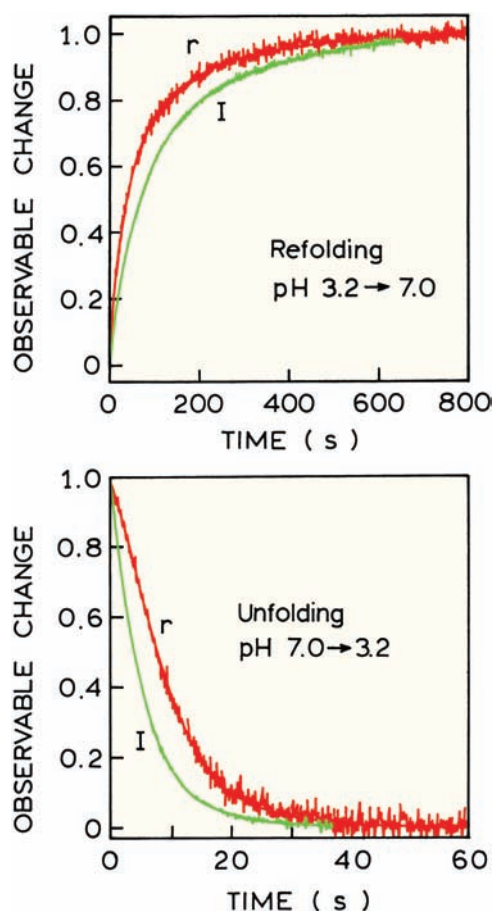 OBSERVABLE CHANGE
1.0
0.8
0.6
0.4
0.2
0
r
I
Refolding
pH 3.2→7.0
0 200 400 600 800
TIME (s)
OBSERVABLE CHANGE
1.0
0.8
0.6
0.4
0.2
0
r
I
Unfolding
pH 7.0→3.2
0 20 40 60
TIME (s)